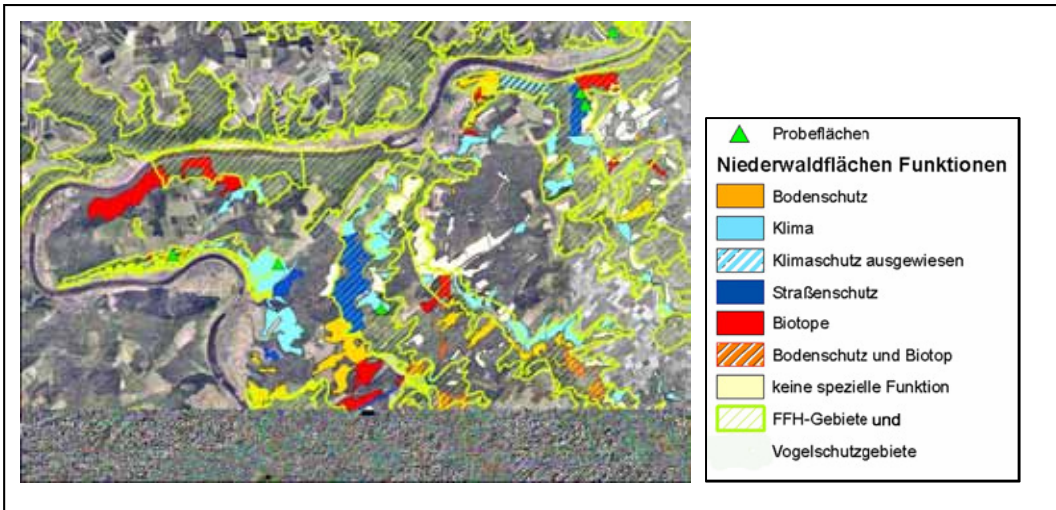 Probeflächen
Niederwaldflächen Funktionen
Bodenschutz
Klima
Klimaschutz ausgewiesen
Straßenschutz
Biotope
Bodenschutz und Biotop
keine spezielle Funktion
FFH-Gebiete und
Vogelschutzgebiete